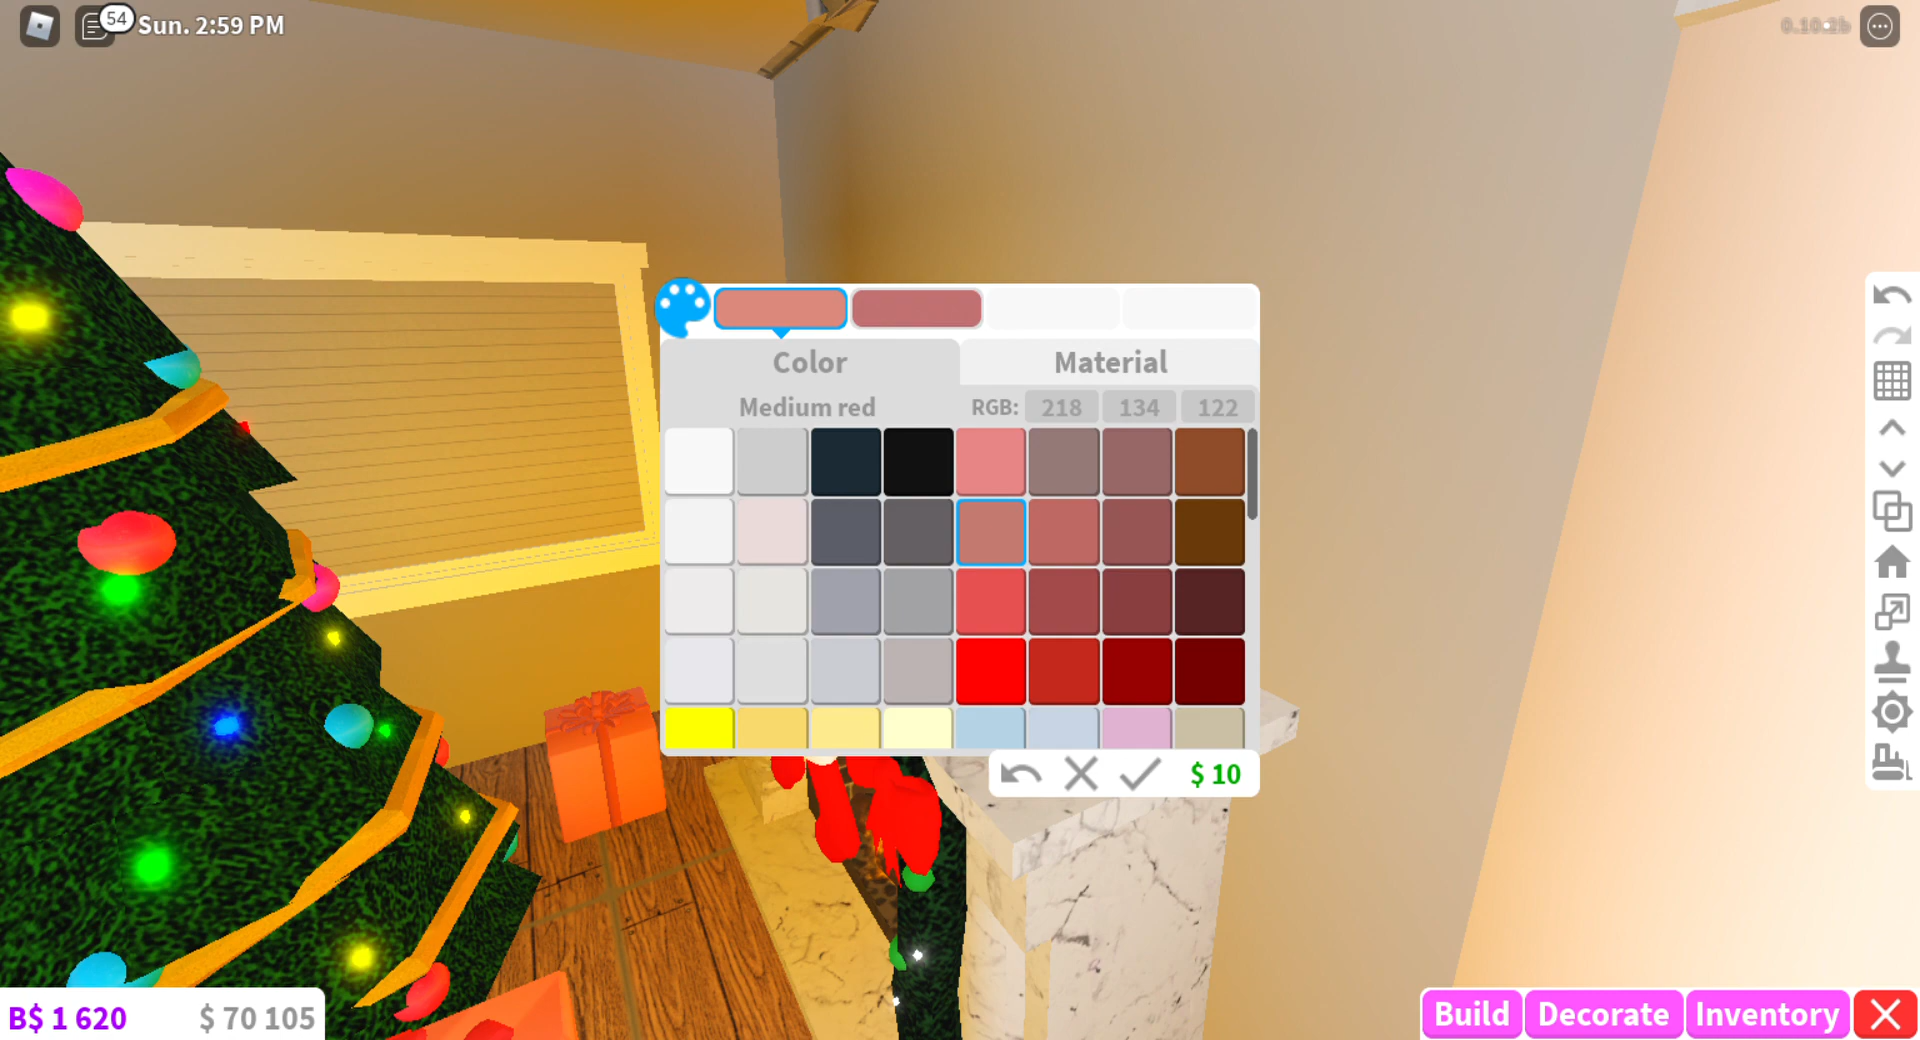 54
Sun. 2:59 PM
Color
Material
Medium red
RGB: 218 134 122
$ 10
B$ 1 620
$ 70 105
Build
Decorate
Inventory